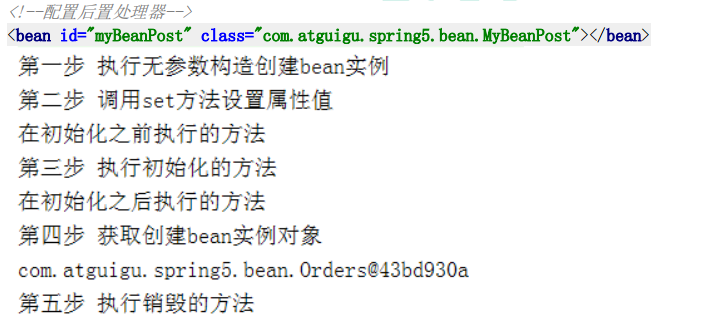 <!--配置后置处理器-->
<bean id="myBeanPost" class="com.atguigu.spring5.bean.MyBeanPost"></bean>
第一步 执行无参数构造创建bean实例
第二步 调用set方法设置属性值
在初始化之前执行的方法
第三步 执行初始化的方法
在初始化之后执行的方法
第四步 获取创建bean实例对象
com.atguigu.spring5.bean.Orders@43bd930a
第五步 执行销毁的方法